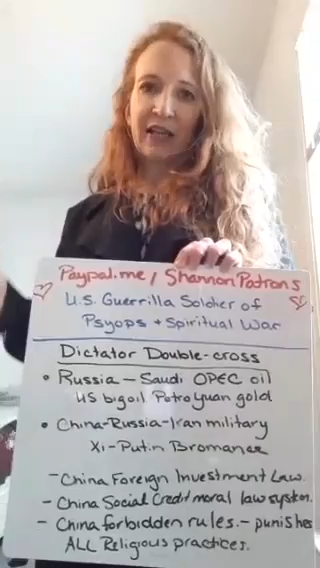 Paypal.me/ShannonPatrons
U.S. Guerrilla Soldier of
Psyops + Spiritual War
Dictator Double-cross
• Russia - Saudi OPEC oil
US bigoil Petroyuan gold
• China-Russia-Iran military
Xi-Putin Bromance
- China Foreign Investment Law.
- China Social Credit moral law system.
- China forbidden rules. - punishes
ALL Religious practices.